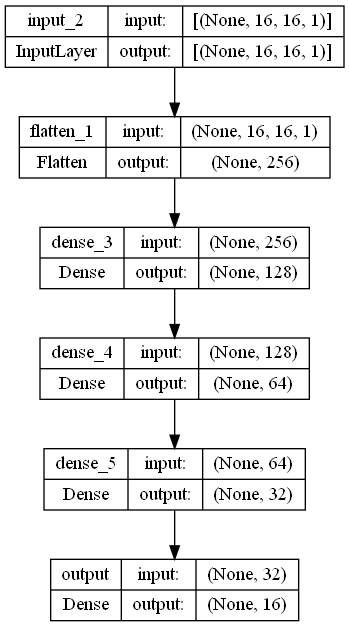 input_2 input: [(None, 16, 16, 1)]
InputLayer output: [(None, 16, 16, 1)]
flatten_1 input: (None, 16, 16, 1)
Flatten output: (None, 256)
dense_3 input: (None, 256)
Dense output: (None, 128)
dense_4 input: (None, 128)
Dense output: (None, 64)
dense_5 input: (None, 64)
Dense output: (None, 32)
output input: (None, 32)
Dense output: (None, 16)